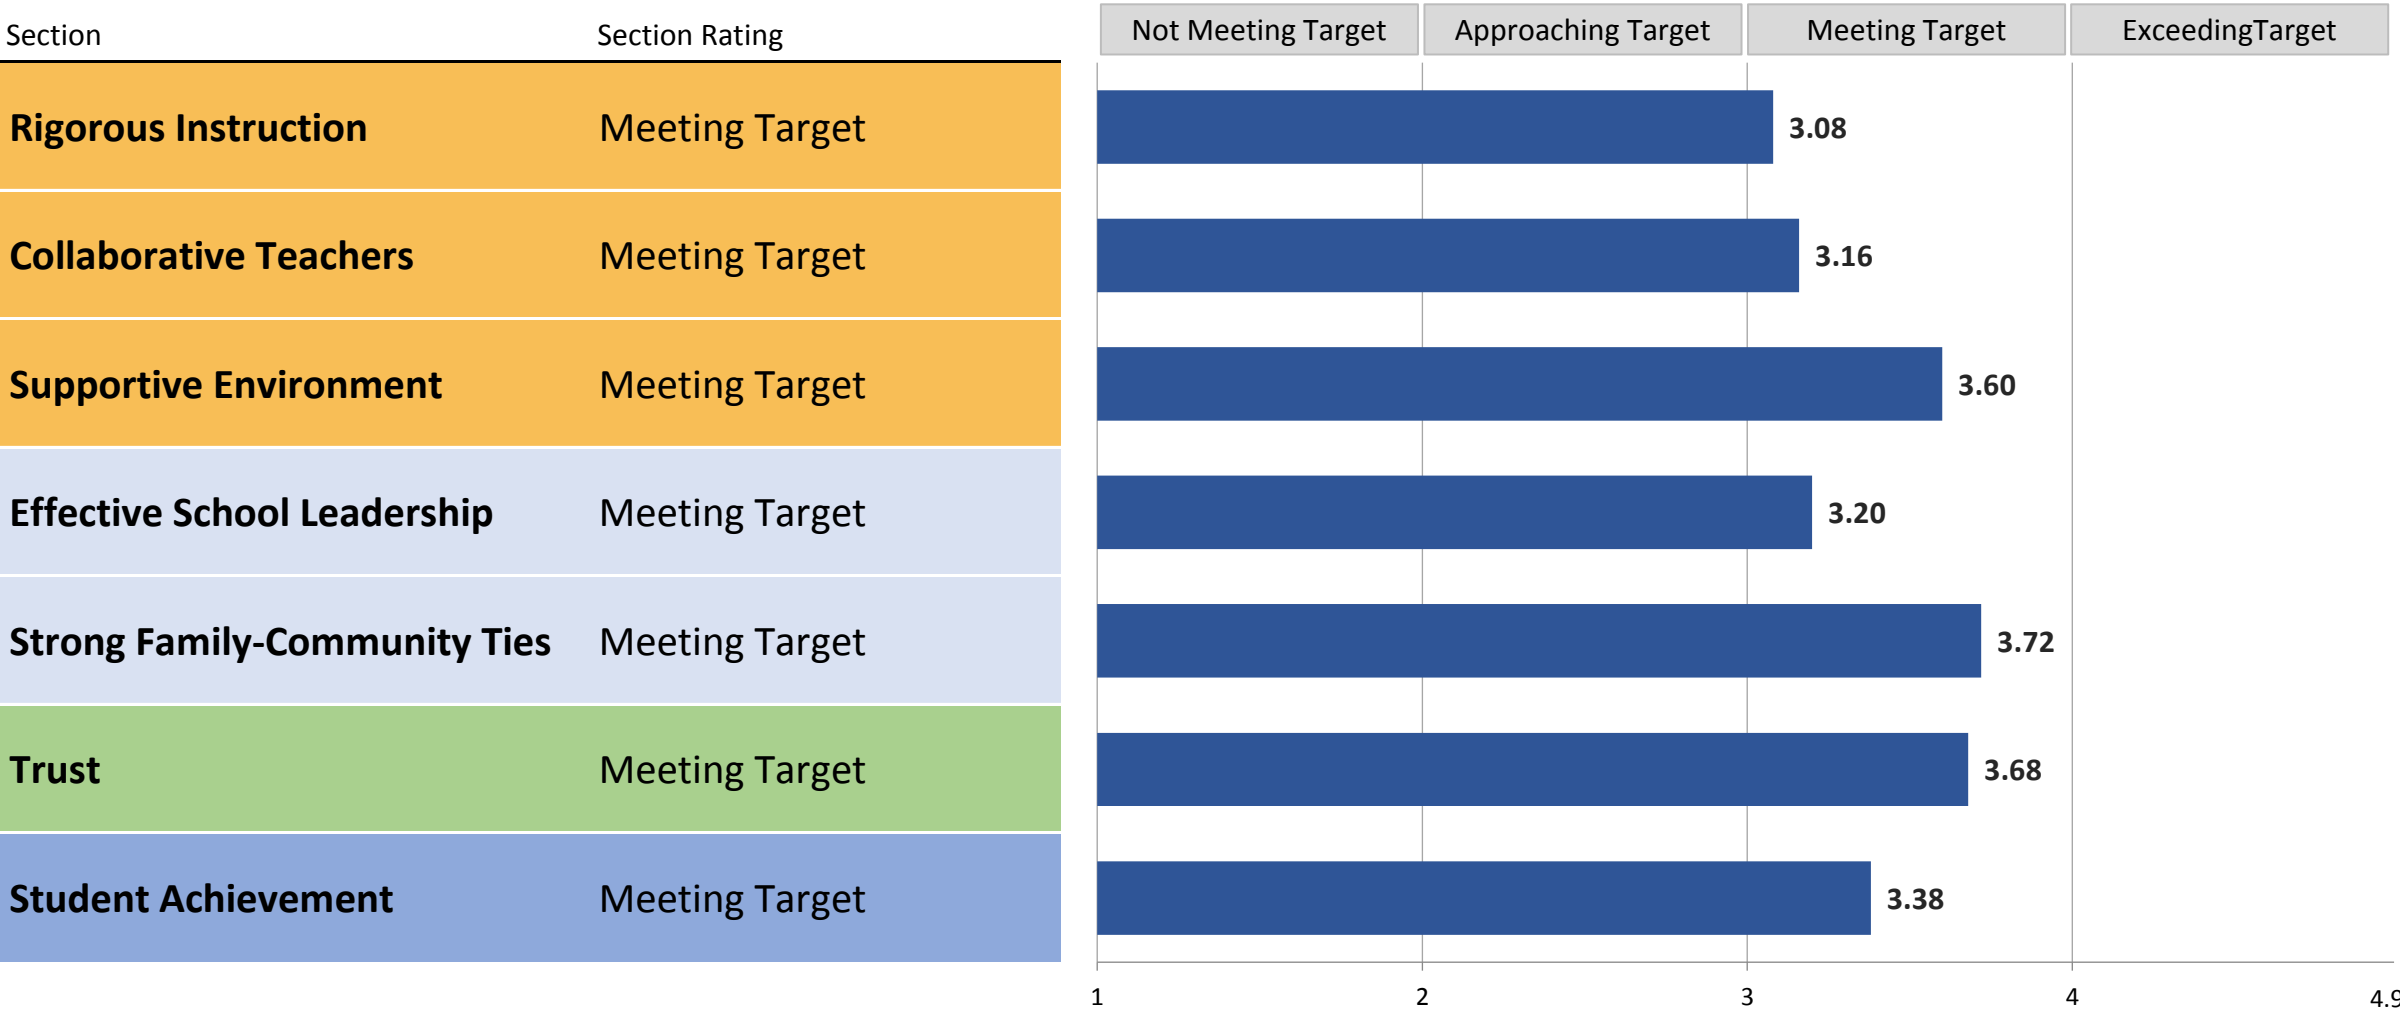 Section Section Rating Not Meeting Target Approaching Target Meeting Target ExceedingTarget
Rigorous Instruction Meeting Target 3.08
Collaborative Teachers Meeting Target 3.16
Supportive Environment Meeting Target 3.60
Effective School Leadership Meeting Target 3.20
Strong Family-Community Ties Meeting Target 3.72
Trust Meeting Target 3.68
Student Achievement Meeting Target 3.38
1 2 3 4 4.9